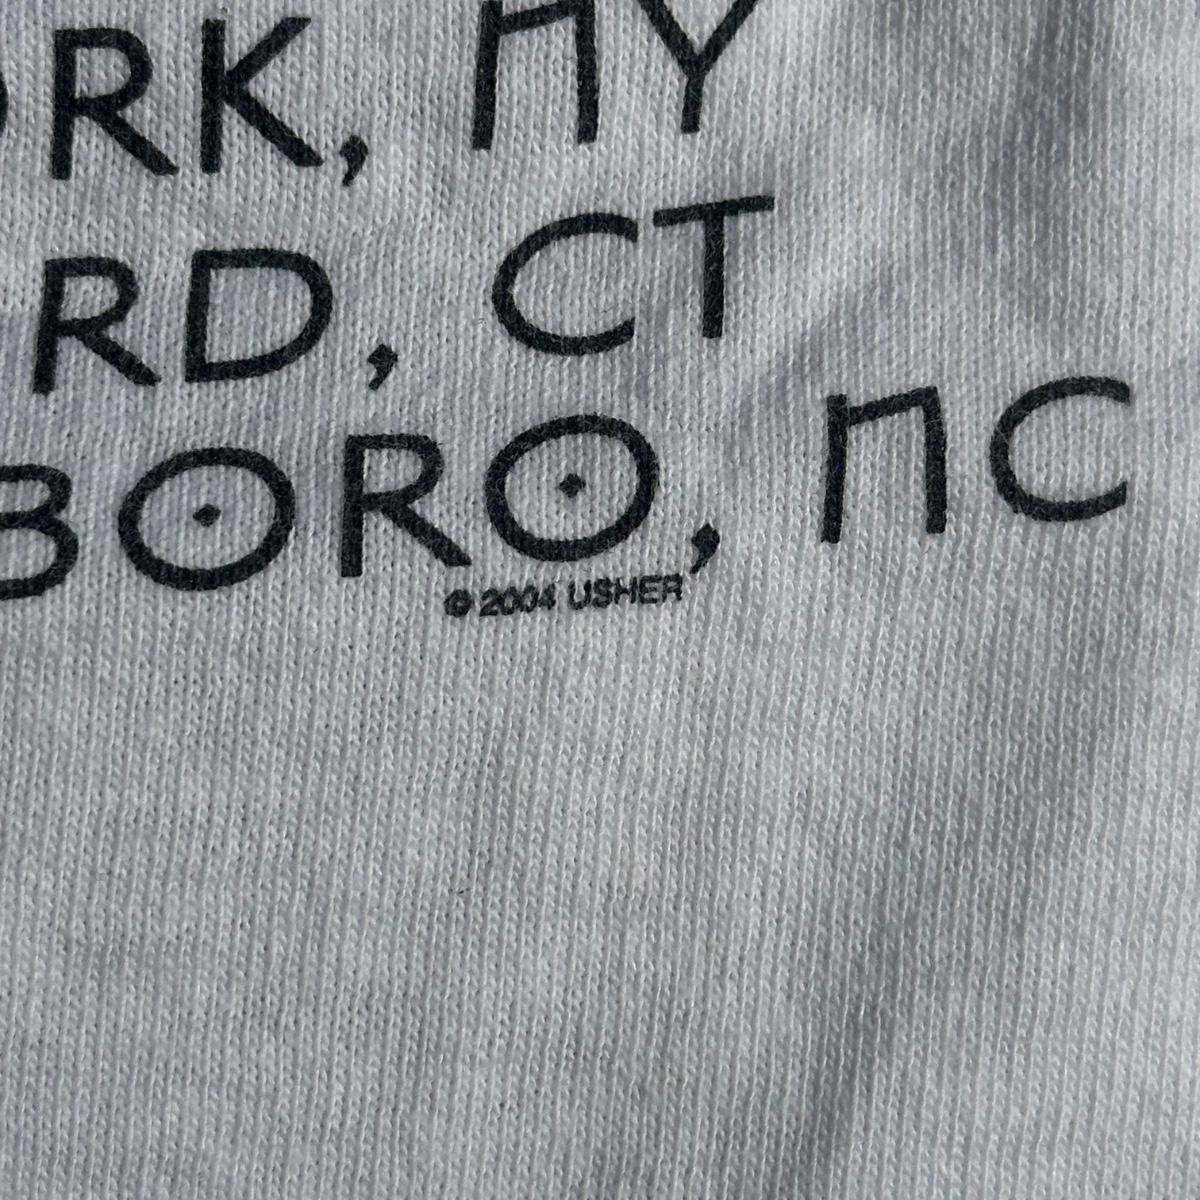 ORK, NY
RD, CT
BORO, NC
© 2004 USHER